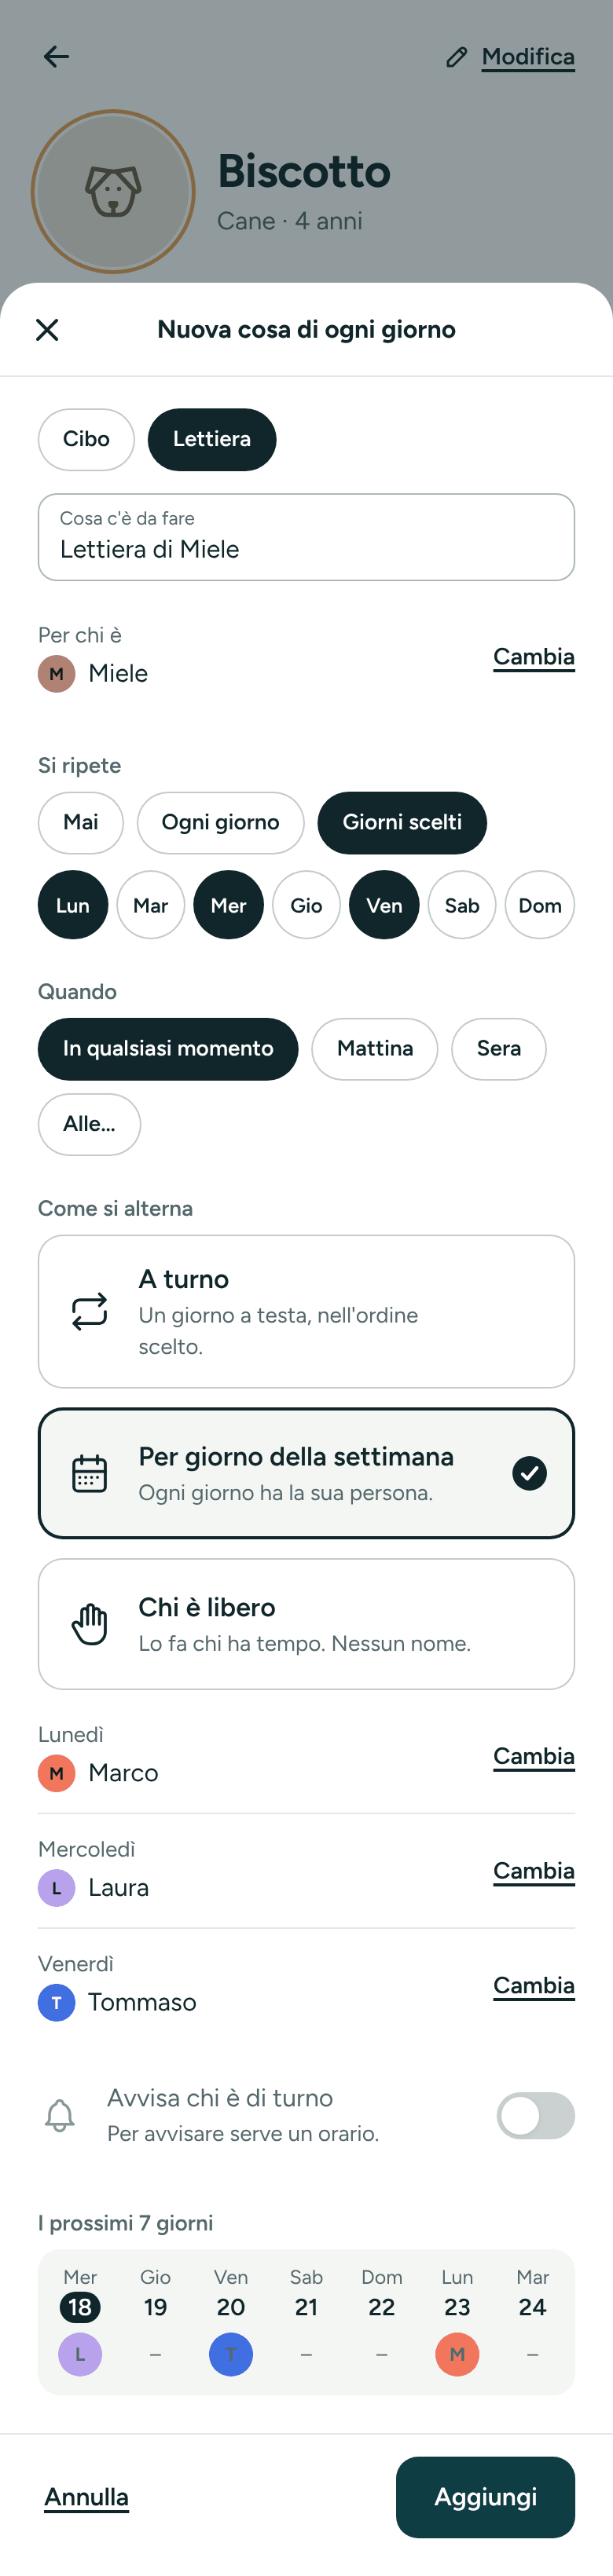 Modifica
Biscotto
Cane · 4 anni
Nuova cosa di ogni giorno
Cibo Lettiera
Cosa c'è da fare
Lettiera di Miele
Per chi è
M Miele Cambia
Si ripete
Mai Ogni giorno Giorni scelti
Lun Mar Mer Gio Ven Sab Dom
Quando
In qualsiasi momento Mattina Sera
Alle...
Come si alterna
A turno
Un giorno a testa, nell'ordine
scelto.
Per giorno della settimana
Ogni giorno ha la sua persona.
Chi è libero
Lo fa chi ha tempo. Nessun nome.
Lunedì
M Marco Cambia
Mercoledì
L Laura Cambia
Venerdì
T Tommaso Cambia
Avvisa chi è di turno
Per avvisare serve un orario.
I prossimi 7 giorni
Mer Gio Ven Sab Dom Lun Mar
18 19 20 21 22 23 24
L – T – – M –
Annulla Aggiungi